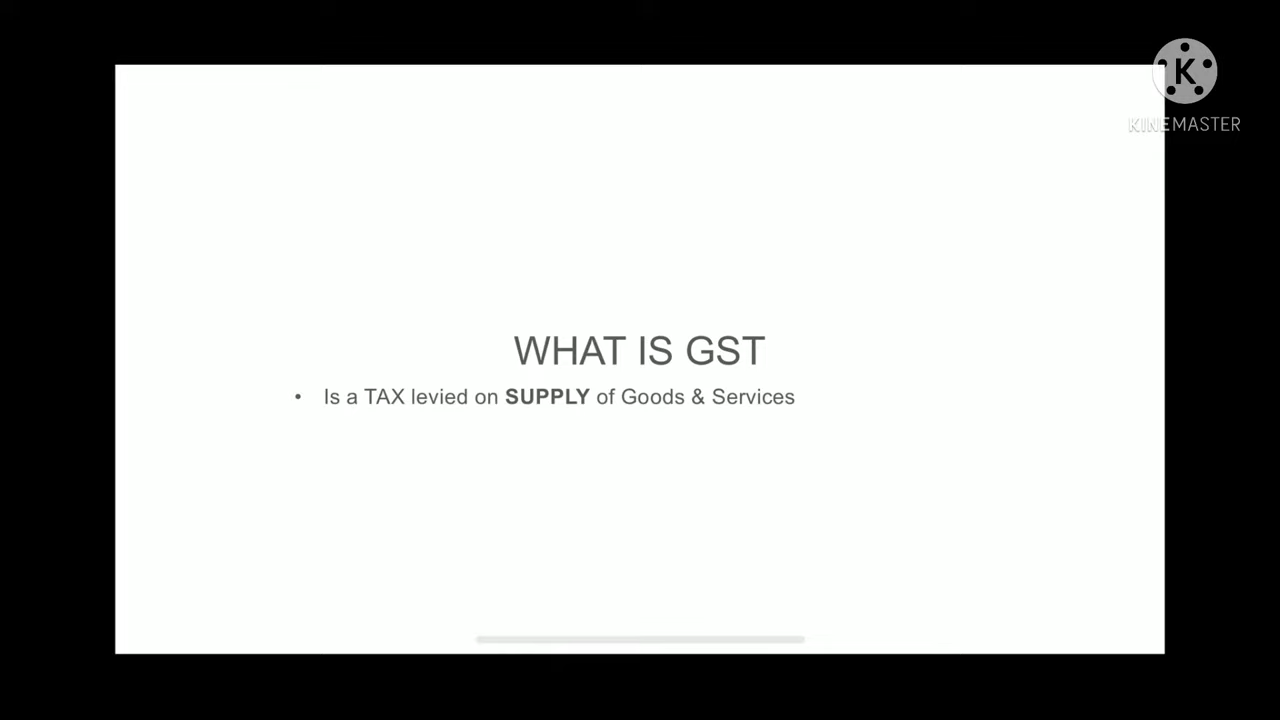 K
KINEMASTER
WHAT IS GST
• Is a TAX levied on SUPPLY of Goods & Services